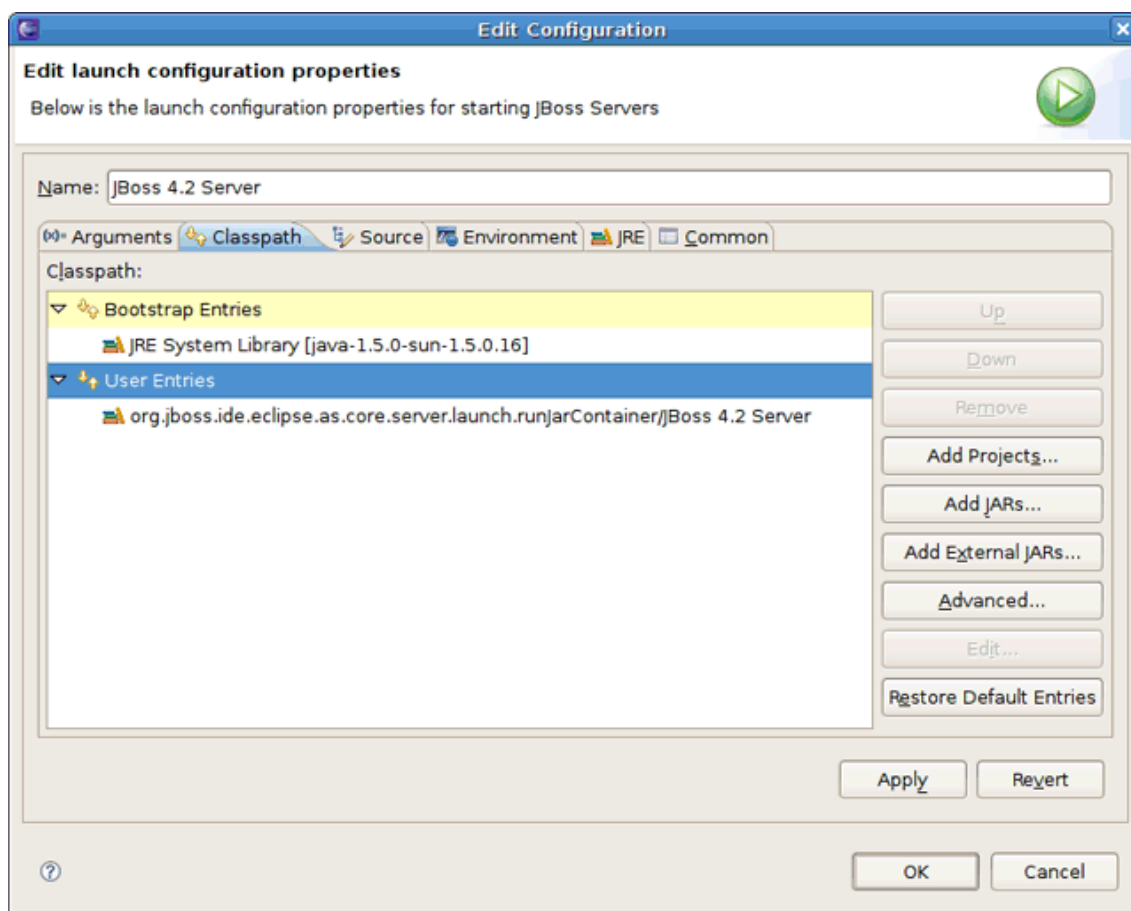 Edit Configuration
Edit launch configuration properties
Below is the launch configuration properties for starting JBoss Servers
Name: JBoss 4.2 Server
(x)= Arguments Classpath Source Environment JRE Common
Classpath:
Bootstrap Entries
JRE System Library [java-1.5.0-sun-1.5.0.16]
User Entries
org.jboss.ide.eclipse.as.core.server.launch.runJarContainer/JBoss 4.2 Server
Up
Down
Remove
Add Projects...
Add JARs...
Add External JARs...
Advanced...
Edit...
Restore Default Entries
Apply Revert
? OK Cancel